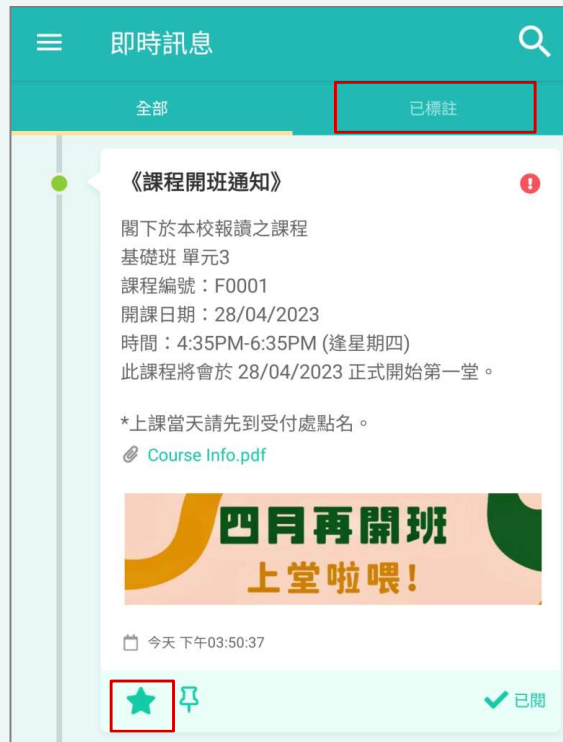 即時訊息
全部
已標註
《課程開班通知》
閣下於本校報讀之課程
基礎班 單元3
課程編號：F0001
開課日期：28/04/2023
時間：4:35PM-6:35PM (逢星期四)
此課程將會於 28/04/2023 正式開始第一堂。
*上課當天請先到受付處點名。
Course Info.pdf
四月再開班
上堂啦喂！
今天 下午03:50:37
已閱